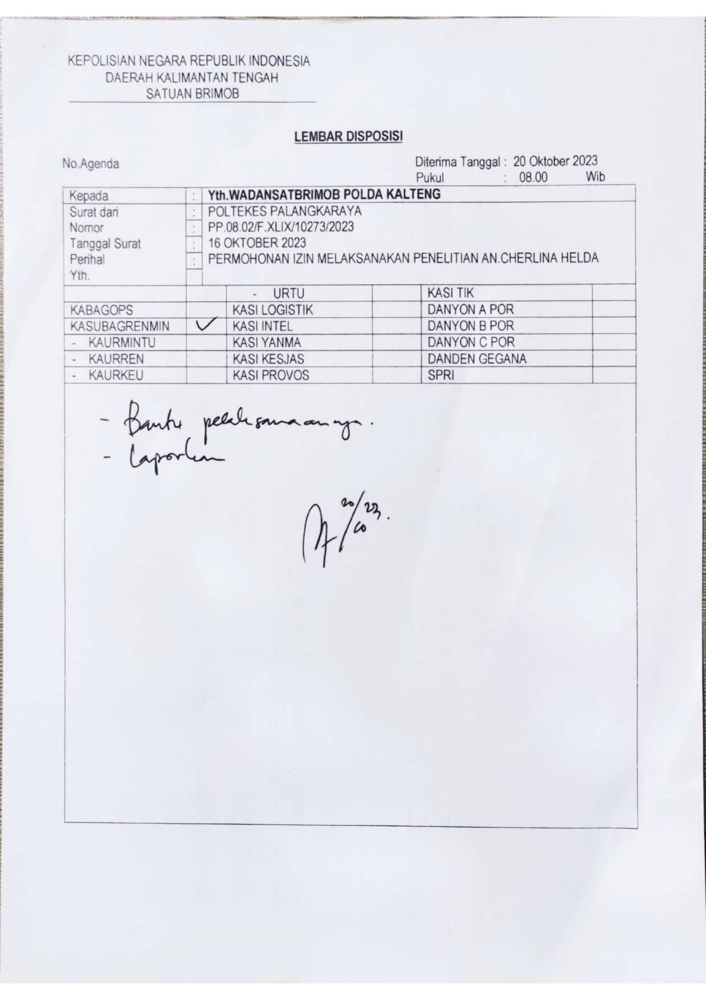 KEPOLISIAN NEGARA REPUBLIK INDONESIA
DAERAH KALIMANTAN TENGAH
SATUAN BRIMOB
LEMBAR DISPOSISI
No.Agenda
Diterima Tanggal : 20 Oktober 2023
Pukul : 08.00 Wib
Kepada : Yth.WADANSATBRIMOB POLDA KALTENG
Surat dari : POLTEKES PALANGKARAYA
Nomor : PP.08.02/F.XLIX/10273/2023
Tanggal Surat : 16 OKTOBER 2023
Perihal : PERMOHONAN IZIN MELAKSANAKAN PENELITIAN AN.CHERLINA HELDA
Yth.
- URTU KASI TIK
KABAGOPS KASI LOGISTIK DANYON A POR
KASUBAGRENMIN ✓ KASI INTEL DANYON B POR
- KAURMINTU KASI YANMA DANYON C POR
- KAURREN KASI KESJAS DANDEN GEGANA
- KAURKEU KASI PROVOS SPRI
- Bantu pelaksanaannya.
- Laporkan
20/10 23.